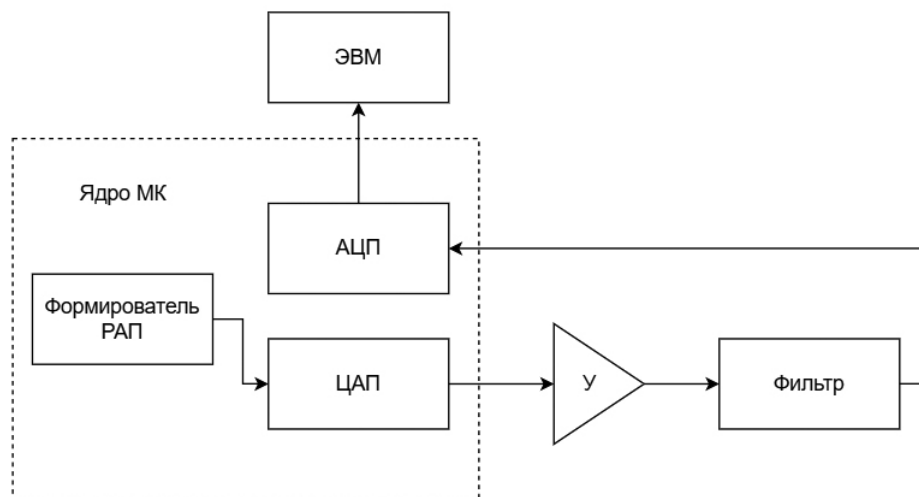 ЭВМ
Ядро МК
АЦП
Формирователь
РАП
ЦАП
У
Фильтр